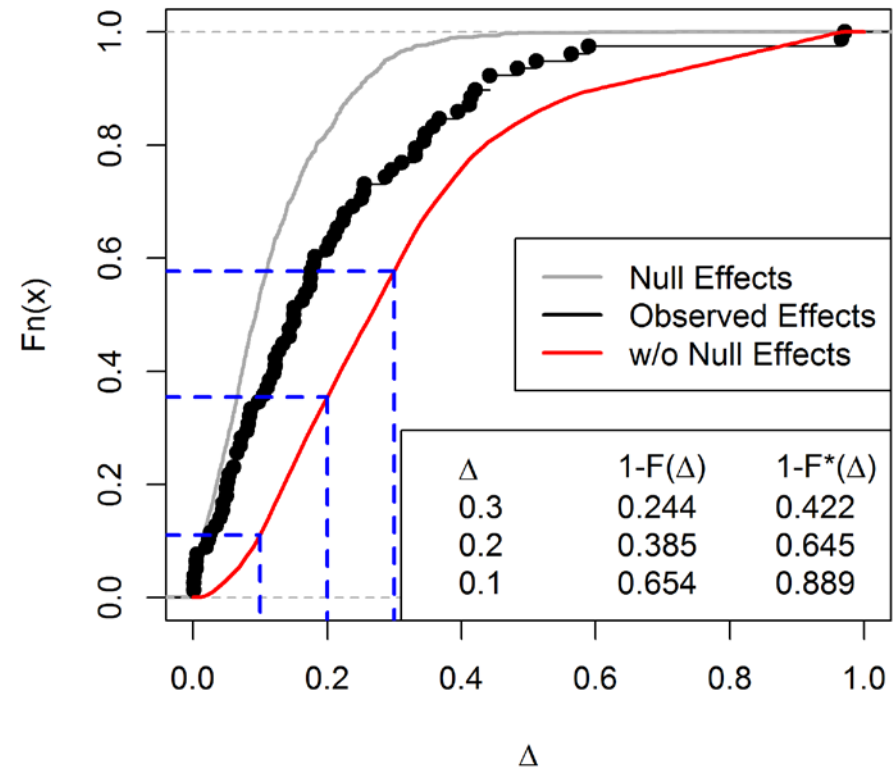 Fn(x)
1.0
0.8
0.6
0.4
0.2
0.0
Null Effects
Observed Effects
w/o Null Effects
Δ 1-F(Δ) 1-F*(Δ)
0.3 0.244 0.422
0.2 0.385 0.645
0.1 0.654 0.889
0.0 0.2 0.4 0.6 0.8 1.0
Δ